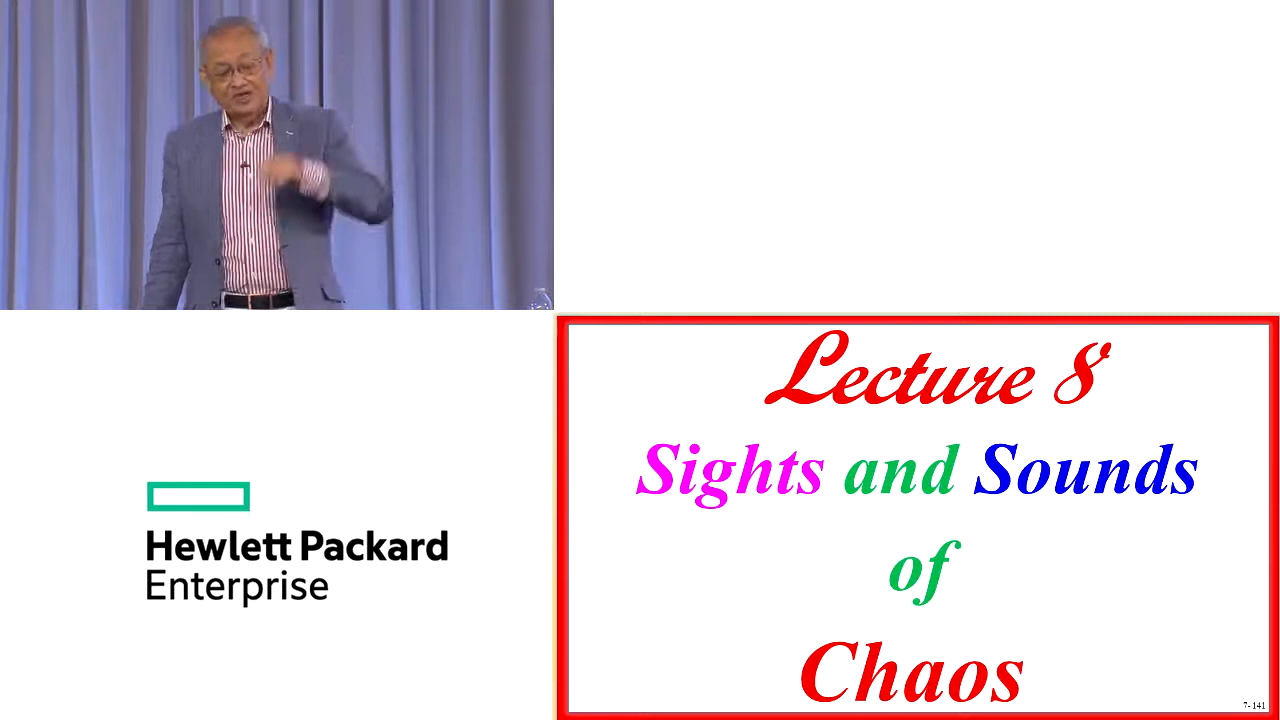 Lecture 8
Sights and Sounds
of
Chaos
7- 141
Hewlett Packard
Enterprise